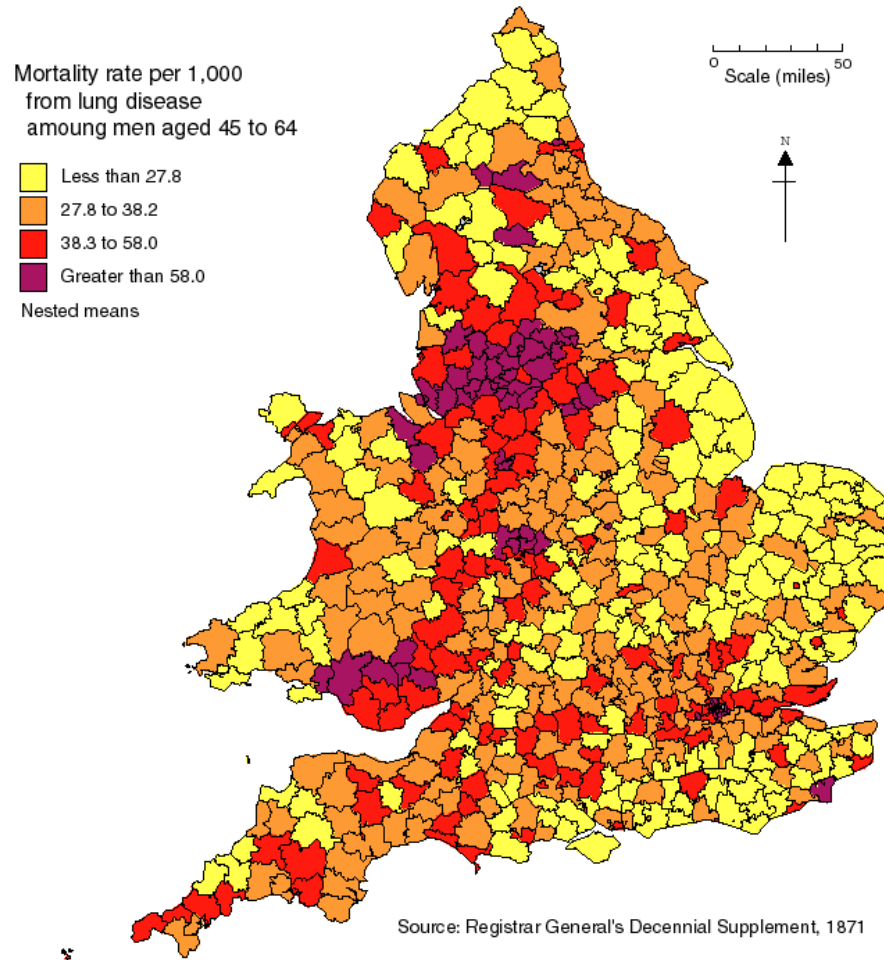 Mortality rate per 1,000
from lung disease
amoung men aged 45 to 64
Less than 27.8
27.8 to 38.2
38.3 to 58.0
Greater than 58.0
Nested means
0 50
Scale (miles)
N
Source: Registrar General's Decennial Supplement, 1871